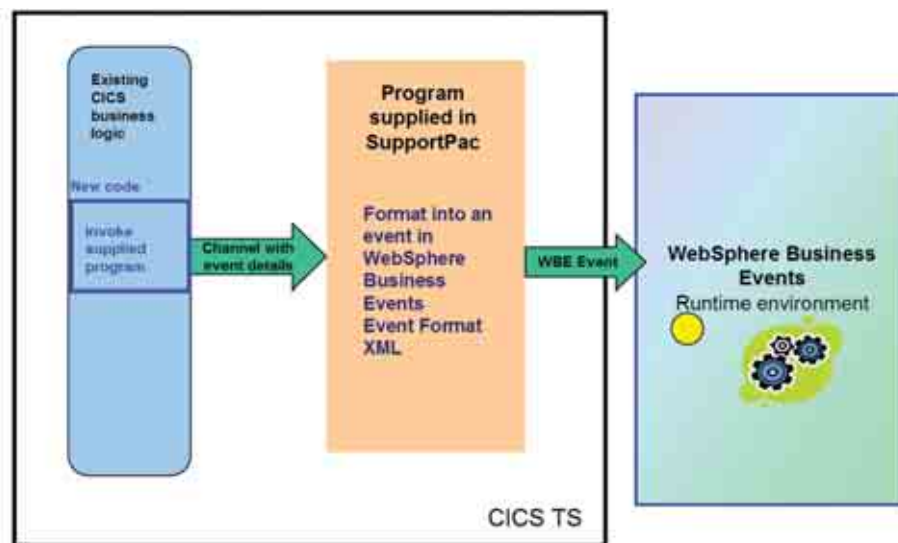 Existing
CICS
business
logic
New code
invoke
supplied
program
Channel with
event details
Program
supplied in
SupportPac
Format into an
event in
WebSphere
Business
Events
Event Format
XML
WBE Event
WebSphere Business
Events
Runtime environment
CICS TS